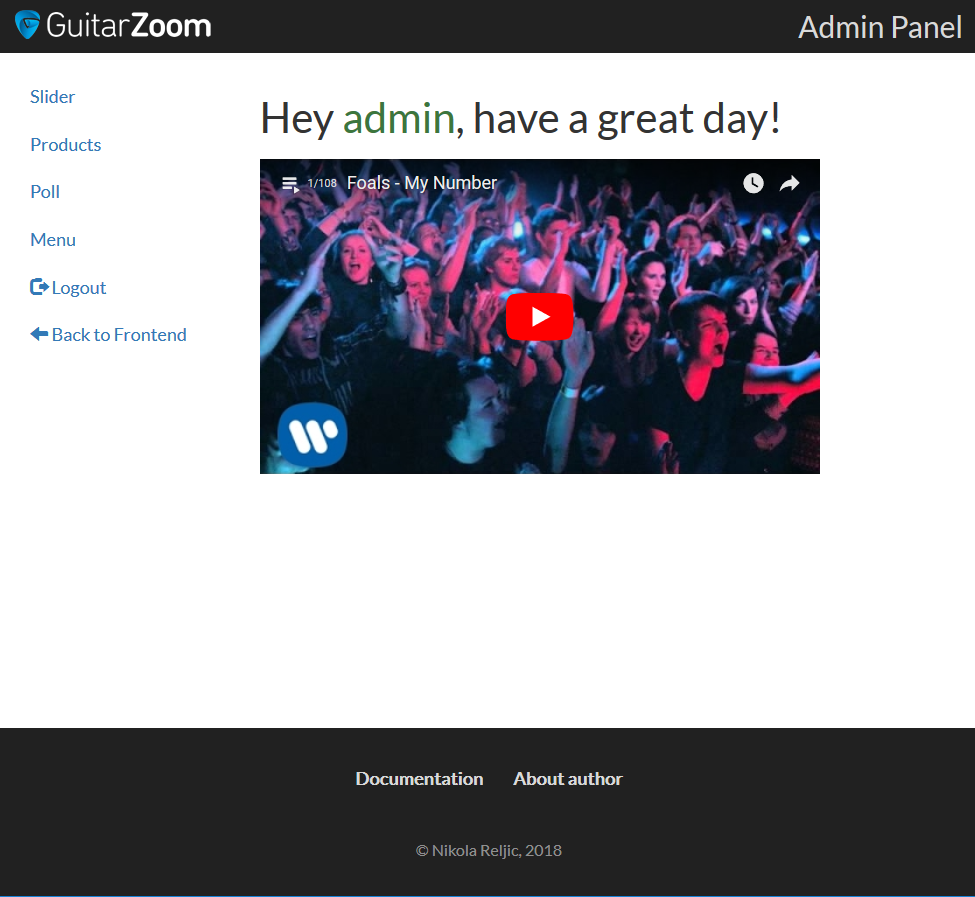 GuitarZoom
Admin Panel
Slider
Products
Poll
Menu
Logout
Back to Frontend
Hey admin, have a great day!
1/108 Foals - My Number
Documentation About author
© Nikola Reljic, 2018